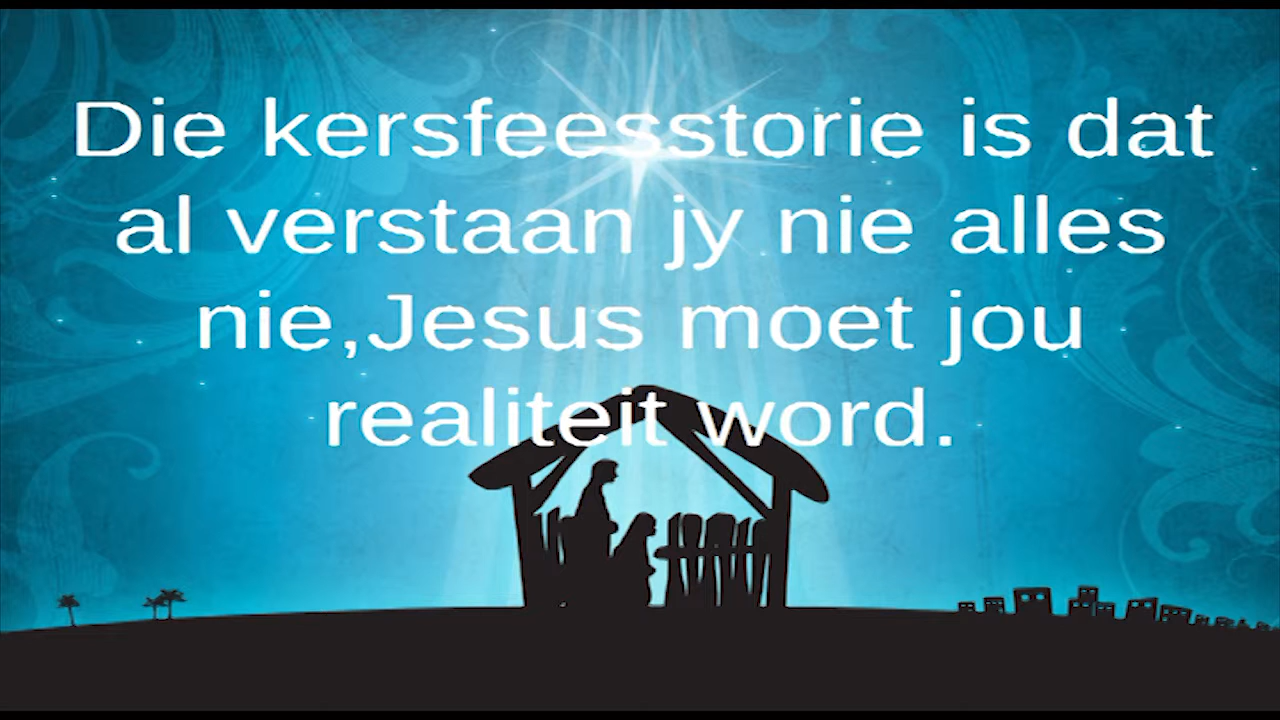 Die kersfeesstorie is dat
al verstaan jy nie alles
nie,Jesus moet jou
realiteit word.